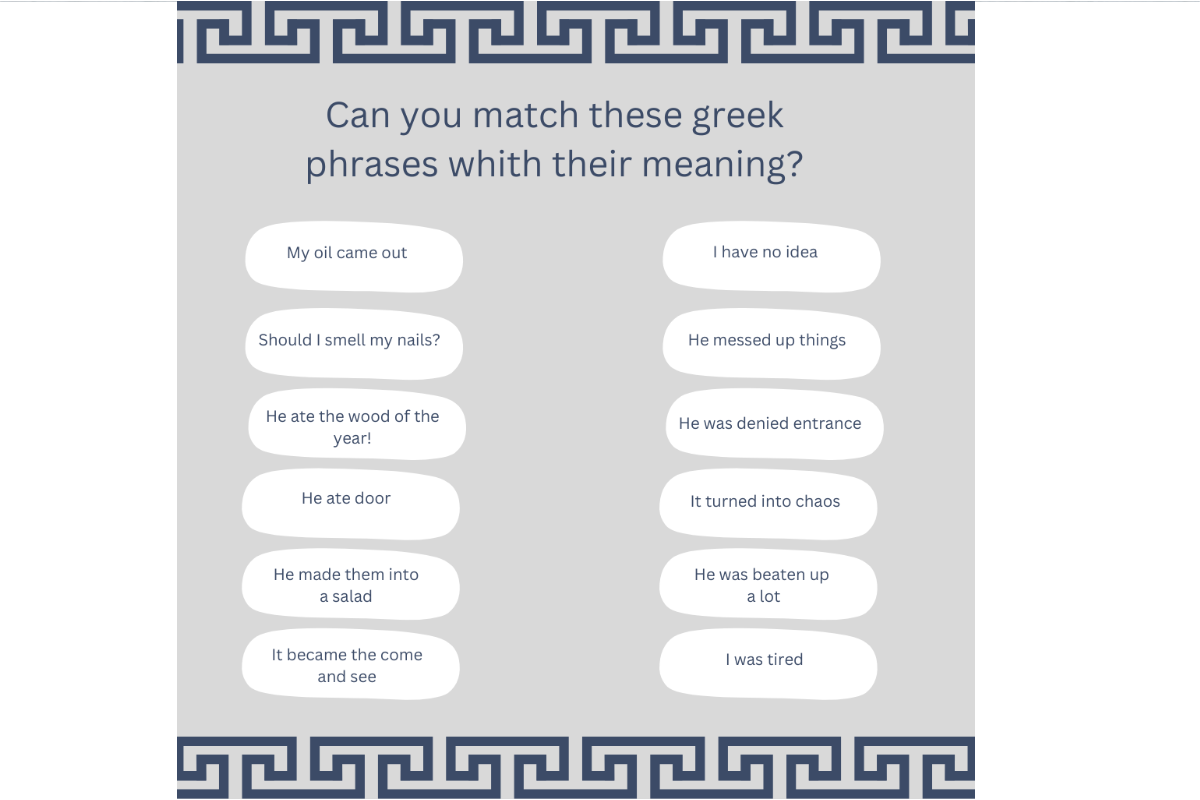 Can you match these greek
phrases whith their meaning?
My oil came out
I have no idea
Should I smell my nails?
He messed up things
He ate the wood of the
year!
He was denied entrance
He ate door
It turned into chaos
He made them into
a salad
He was beaten up
a lot
It became the come
and see
I was tired